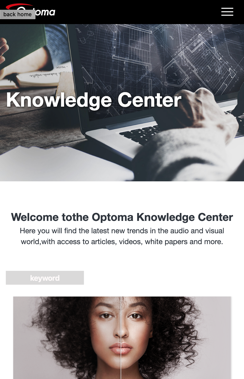 back home
Optoma
Knowledge Center
Welcome tothe Optoma Knowledge Center
Here you will find the latest new trends in the audio and visual
world,with access to articles, videos, white papers and more.
keyword